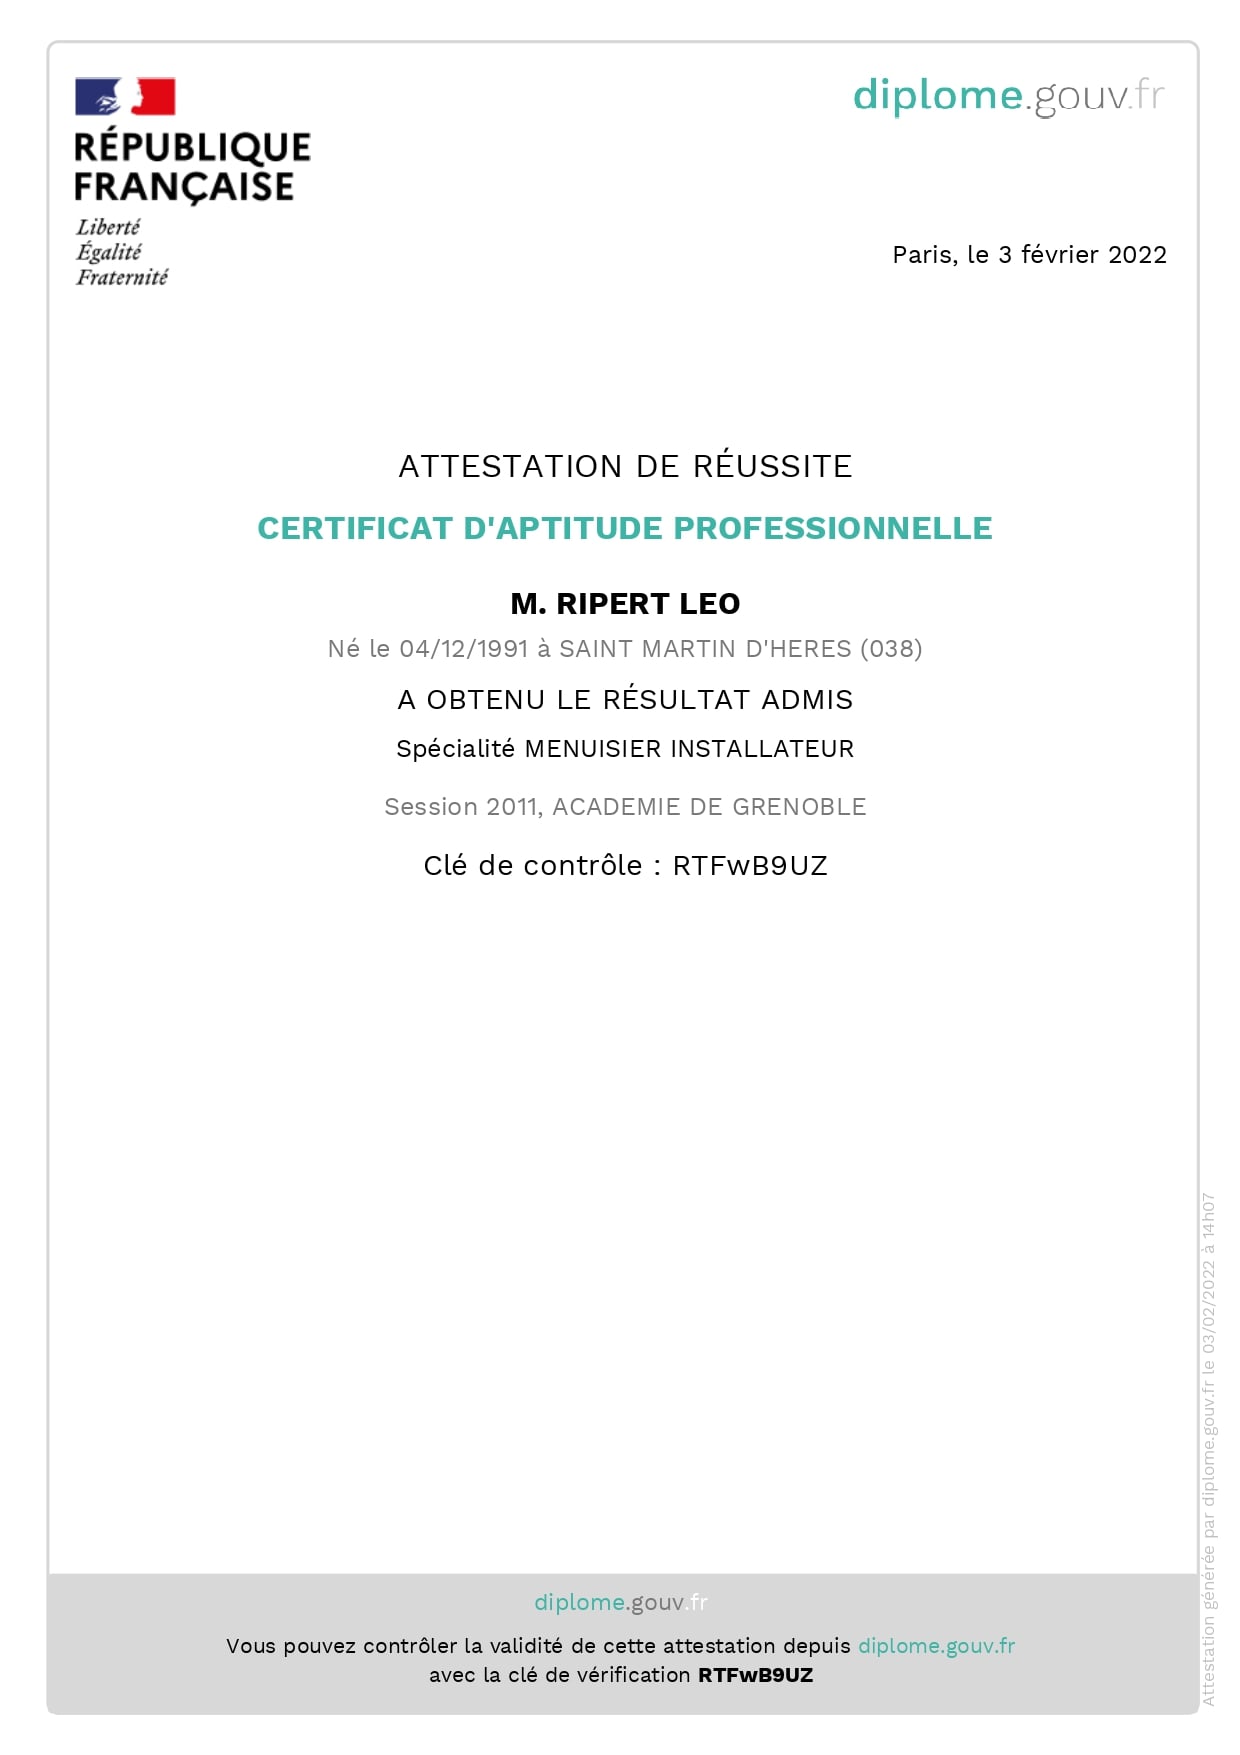 RÉPUBLIQUE
FRANÇAISE
Liberté
Égalité
Fraternité
diplome.gouv.fr
Paris, le 3 février 2022
ATTESTATION DE RÉUSSITE
CERTIFICAT D'APTITUDE PROFESSIONNELLE
M. RIPERT LEO
Né le 04/12/1991 à SAINT MARTIN D'HERES (038)
A OBTENU LE RÉSULTAT ADMIS
Spécialité MENUISIER INSTALLATEUR
Session 2011, ACADEMIE DE GRENOBLE
Clé de contrôle : RTFwB9UZ
Attestation générée par diplome.gouv.fr le 03/02/2022 à 14h07
diplome.gouv.fr
Vous pouvez contrôler la validité de cette attestation depuis diplome.gouv.fr
avec la clé de vérification RTFwB9UZ